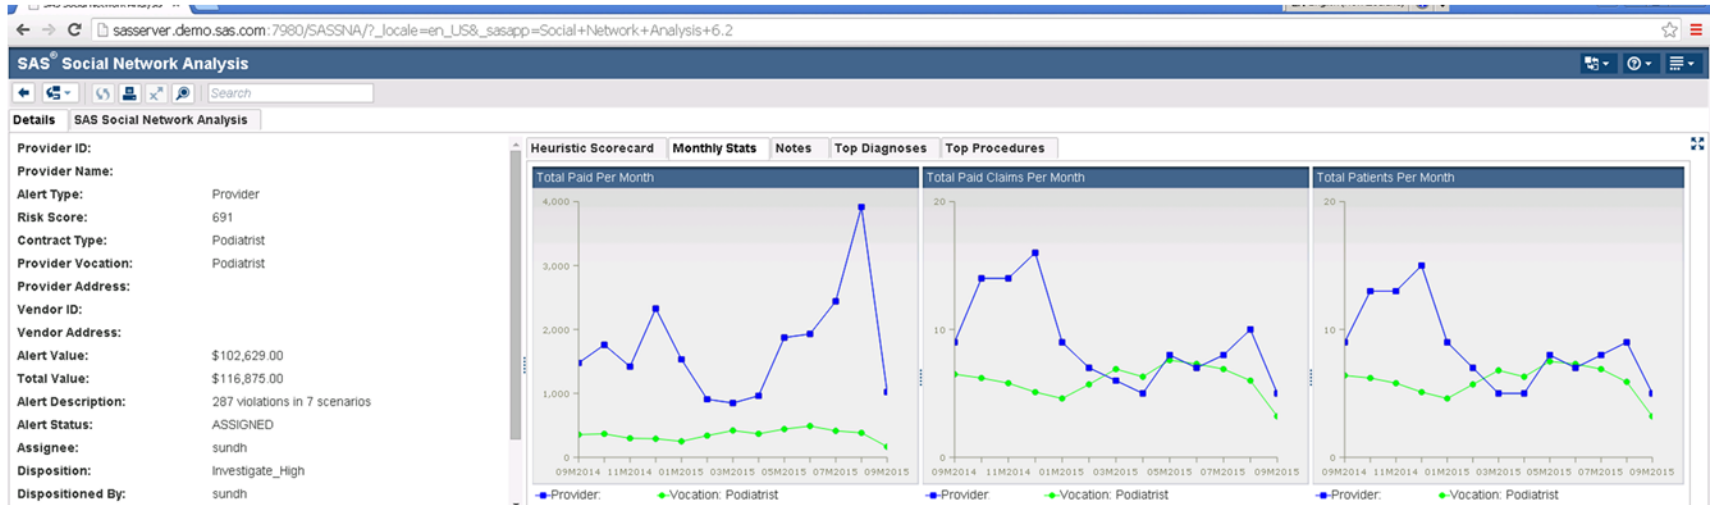 sasserver.demo.sas.com:7980/SASSNA/?_locale=en_US&_sasapp=Social+Network+Analysis+6.2
SAS® Social Network Analysis
Search
Details SAS Social Network Analysis
Provider ID:
Provider Name:
Alert Type: Provider
Risk Score: 691
Contract Type: Podiatrist
Provider Vocation: Podiatrist
Provider Address:
Vendor ID:
Vendor Address:
Alert Value: $102,629.00
Total Value: $116,875.00
Alert Description: 287 violations in 7 scenarios
Alert Status: ASSIGNED
Assignee: sundh
Disposition: Investigate_High
Dispositioned By: sundh
Heuristic Scorecard Monthly Stats Notes Top Diagnoses Top Procedures
Total Paid Per Month
4,000
3,000
2,000
1,000
0
09M2014 11M2014 01M2015 03M2015 05M2015 07M2015 09M2015
Provider: Vocation: Podiatrist
Total Paid Claims Per Month
20
10
0
09M2014 11M2014 01M2015 03M2015 05M2015 07M2015 09M2015
Provider: Vocation: Podiatrist
Total Patients Per Month
20
10
0
09M2014 11M2014 01M2015 03M2015 05M2015 07M2015 09M2015
Provider: Vocation: Podiatrist